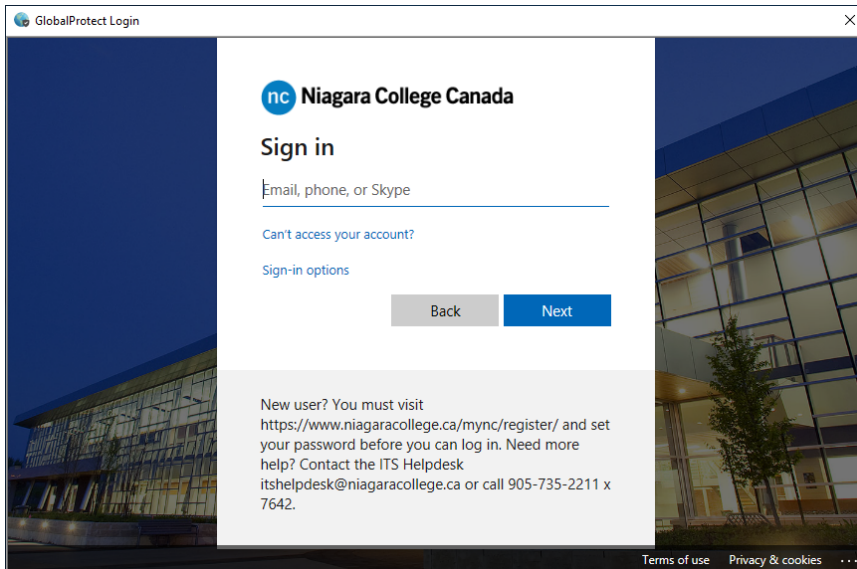 GlobalProtect Login
nc Niagara College Canada
Sign in
Email, phone, or Skype
Can't access your account?
Sign-in options
Back Next
New user? You must visit
https://www.niagaracollege.ca/mync/register/ and set
your password before you can log in. Need more
help? Contact the ITS Helpdesk
itshelpdesk@niagaracollege.ca or call 905-735-2211 x
7642.
Terms of use Privacy & cookies ...